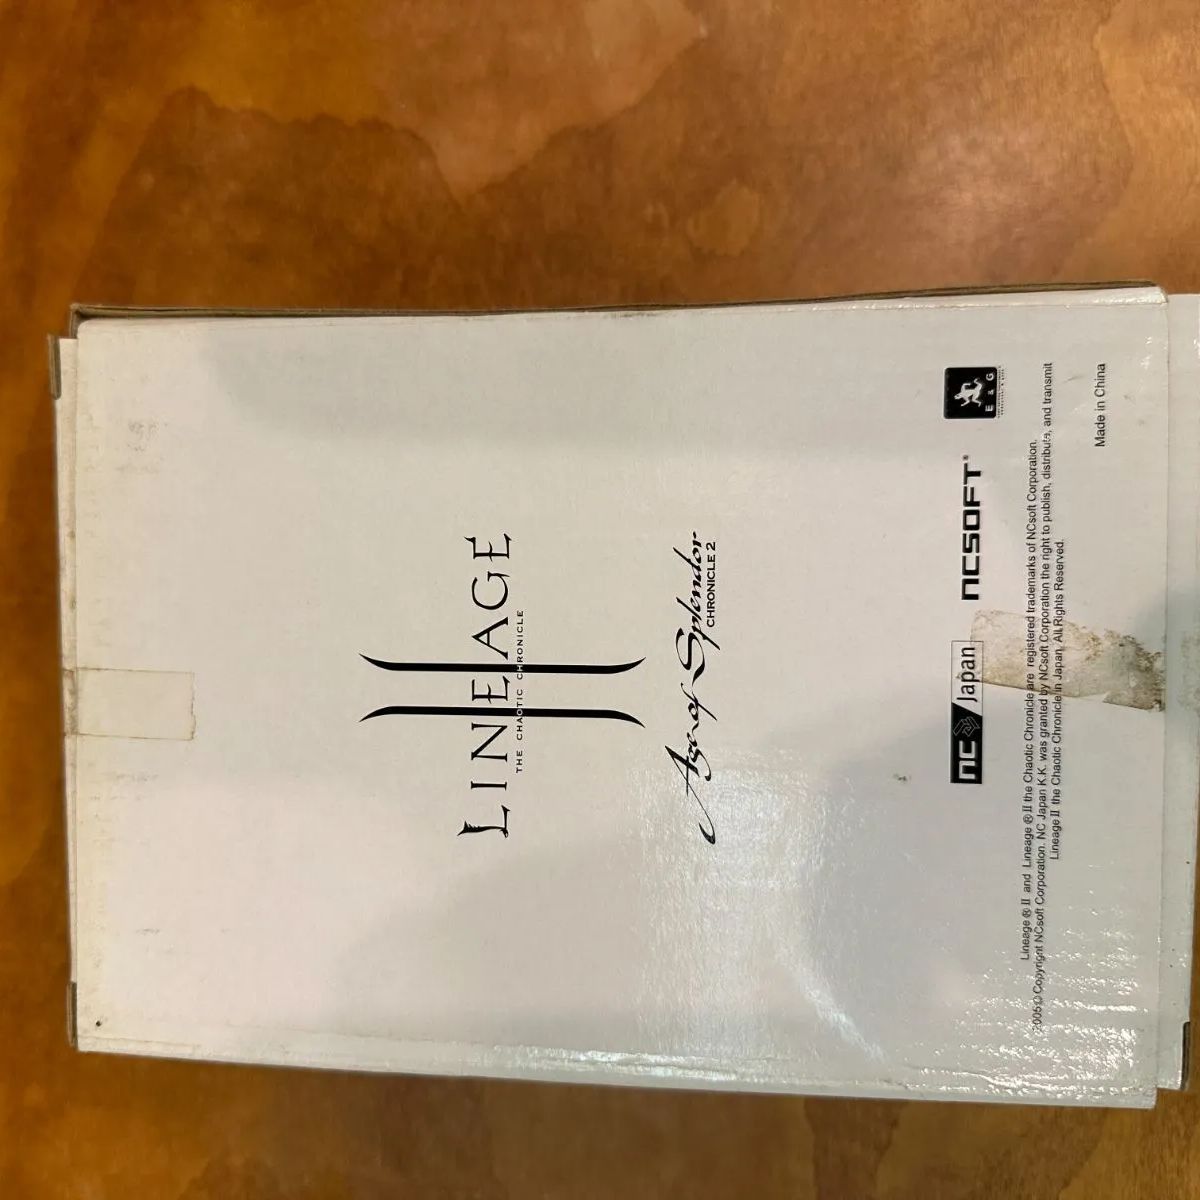 LINEAGE II
THE CHAOTIC CHRONICLE
Age of Splendor
CHRONICLE 2
nc Japan
NCSOFT®
E & G
Lineage ® II and Lineage ® II the Chaotic Chronicle are registered trademarks of NCsoft Corporation.
2005© Copyright NCsoft Corporation. NC Japan K.K. was granted by NCsoft Corporation the right to publish, distribute, and transmit
Lineage II the Chaotic Chronicle in Japan. All Rights Reserved.
Made in China